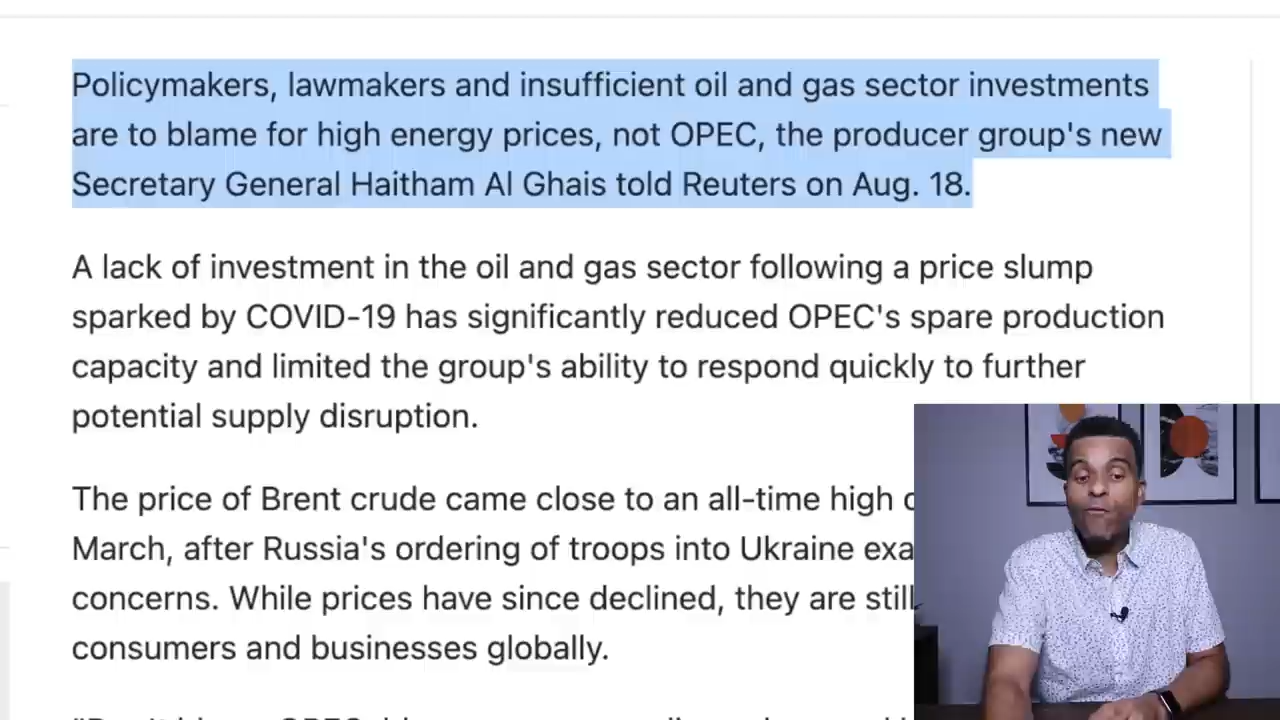 Policymakers, lawmakers and insufficient oil and gas sector investments
are to blame for high energy prices, not OPEC, the producer group's new
Secretary General Haitham Al Ghais told Reuters on Aug. 18.
A lack of investment in the oil and gas sector following a price slump
sparked by COVID-19 has significantly reduced OPEC's spare production
capacity and limited the group's ability to respond quickly to further
potential supply disruption.
The price of Brent crude came close to an all-time high
March, after Russia's ordering of troops into Ukraine
concerns. While prices have since declined, they are still
consumers and businesses globally.